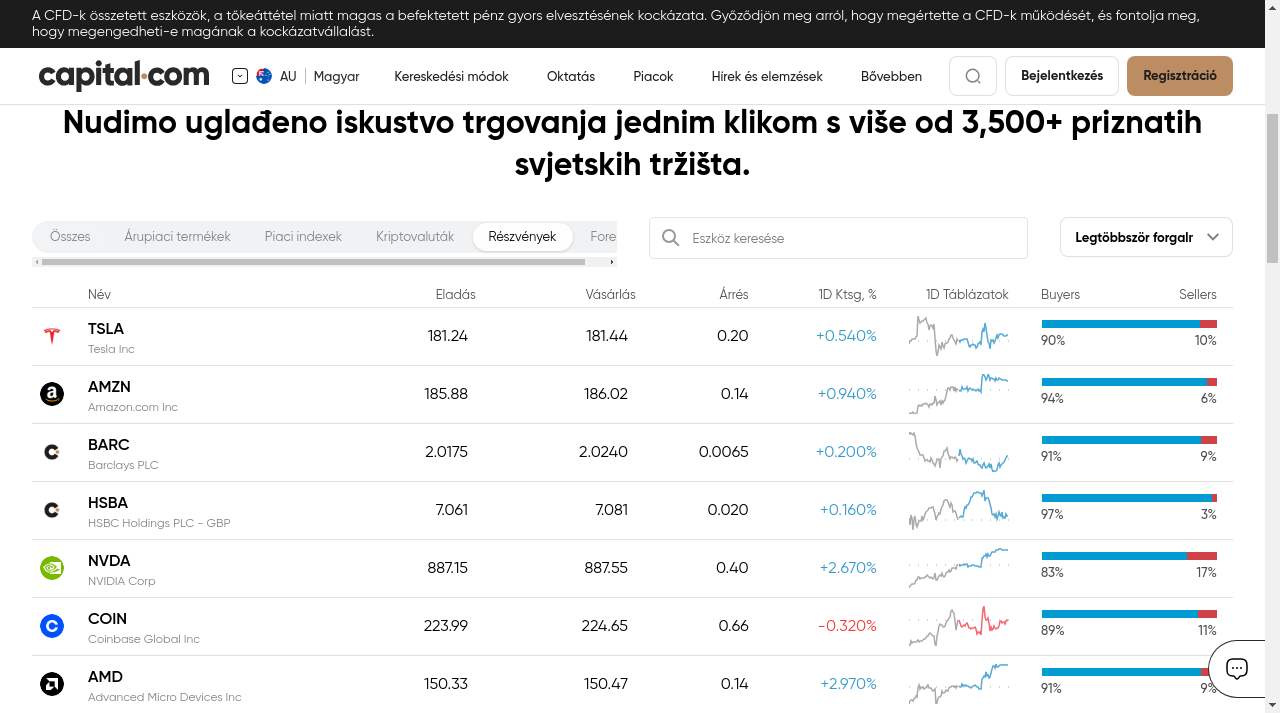 A CFD-k összetett eszközök, a tőkeáttétel miatt magas a befektetett pénz gyors elvesztésének kockázata. Győződjön meg arról, hogy megértette a CFD-k működését, és fontolja meg,
hogy megengedheti-e magának a kockázatvállalást.
capital.com AU Magyar Kereskedési módok Oktatás Piacok Hírek és elemzések Bővebben Bejelentkezés Regisztráció
Nudimo uglađeno iskustvo trgovanja jednim klikom s više od 3,500+ priznatih
svjetskih tržišta.
Összes Árupiaci termékek Piaci indexek Kriptovaluták Részvények Fore Eszköz keresése Legtöbbször forgalr
Név Eladás Vásárlás Árrés 1D Ktsg, % 1D Táblázatok Buyers Sellers
TSLA 181.24 181.44 0.20 +0.540%
Tesla Inc 90% 10%
AMZN 185.88 186.02 0.14 +0.940%
Amazon.com Inc 94% 6%
BARC 2.0175 2.0240 0.0065 +0.200%
Barclays PLC 91% 9%
HSBA 7.061 7.081 0.020 +0.160%
HSBC Holdings PLC - GBP 97% 3%
NVDA 887.15 887.55 0.40 +2.670%
NVIDIA Corp 83% 17%
COIN 223.99 224.65 0.66 -0.320%
Coinbase Global Inc 89% 11%
AMD 150.33 150.47 0.14 +2.970%
Advanced Micro Devices Inc 91% 9%